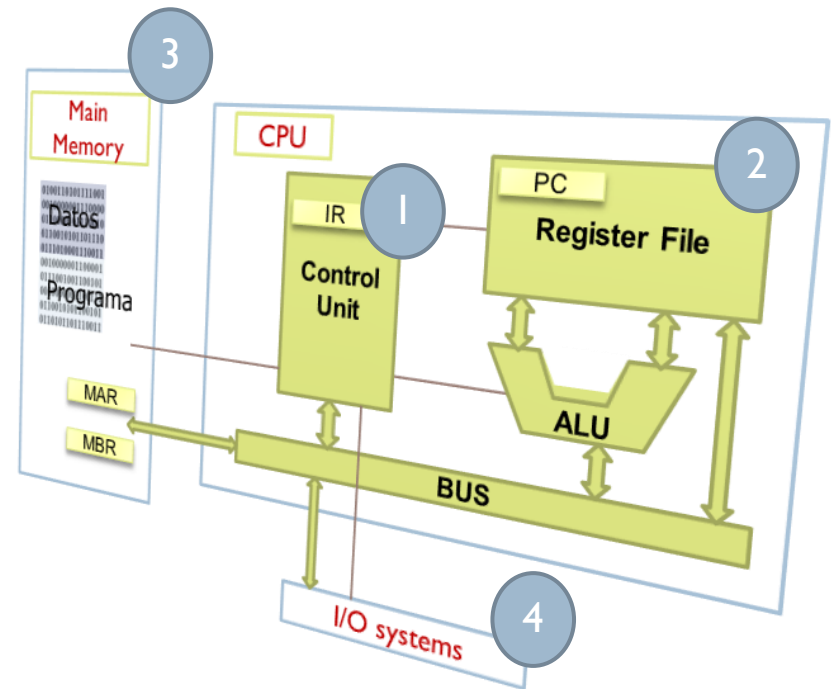 3
Main
Memory
CPU
2
PC
1
IR
Register File
Datos
Control
Unit
Programa
MAR
MBR
ALU
BUS
I/O systems
4